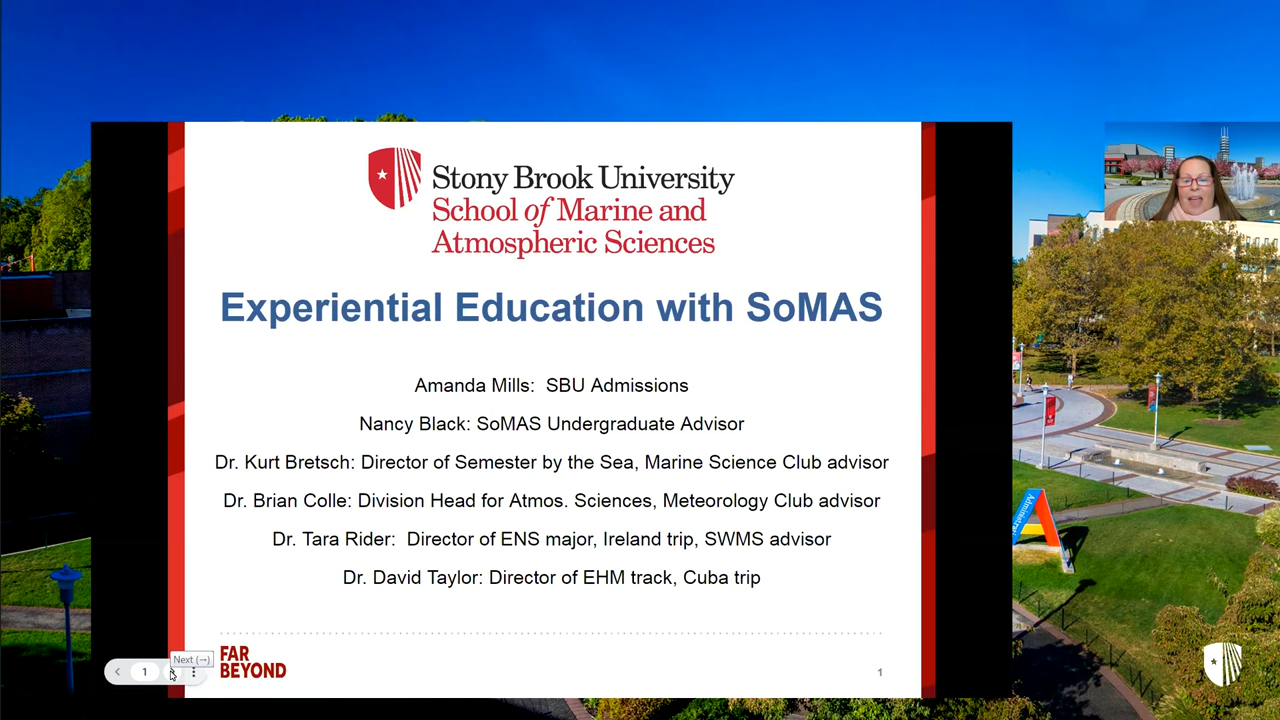 Stony Brook University
School of Marine and
Atmospheric Sciences
Experiential Education with SoMAS
Amanda Mills:  SBU Admissions
Nancy Black: SoMAS Undergraduate Advisor
Dr. Kurt Bretsch: Director of Semester by the Sea, Marine Science Club advisor
Dr. Brian Colle: Division Head for Atmos. Sciences, Meteorology Club advisor
Dr. Tara Rider:  Director of ENS major, Ireland trip, SWMS advisor
Dr. David Taylor: Director of EHM track, Cuba trip
FAR
BEYOND
1
Next (→)
1